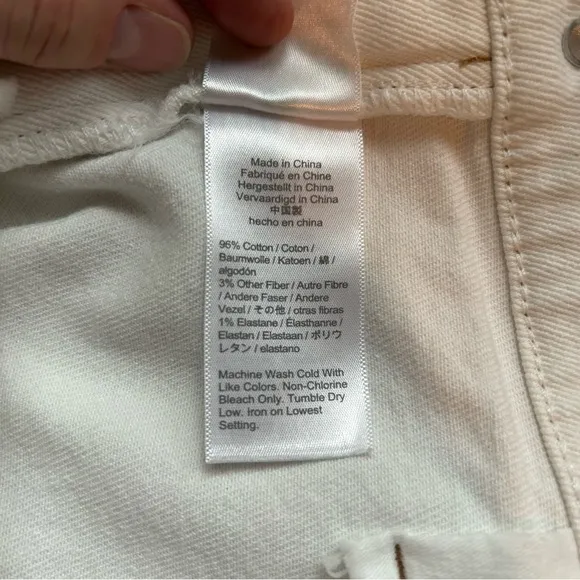 Made in China
Fabriqué en Chine
Hergestellt in China
Vervaardigd in China
中国製
hecho en china
96% Cotton / Coton /
Baumwolle / Katoen / 綿 /
algodón
3% Other Fiber / Autre Fibre
/ Andere Faser / Andere
Vezel / その他 / otras fibras
1% Elastane / Élasthanne /
Elastan / Elastaan / ポリウ
レタン / elastano
Machine Wash Cold With
Like Colors. Non-Chlorine
Bleach Only. Tumble Dry
Low. Iron on Lowest
Setting.